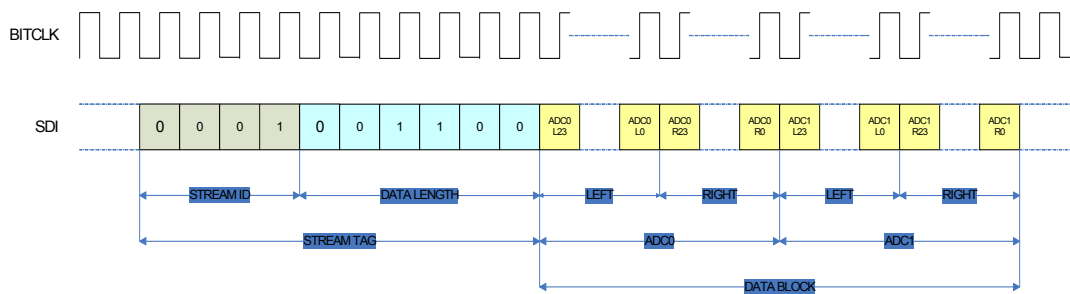 BITCLK
SDI
0 0 0 1 0 0 1 1 0 0
ADC0
L23
ADC0
L0
ADC0
R23
ADC0
R0
ADC1
L23
ADC1
L0
ADC1
R23
ADC1
R0
STREAM ID DATA LENGTH LEFT RIGHT LEFT RIGHT
STREAM TAG ADC0 ADC1
DATA BLOCK